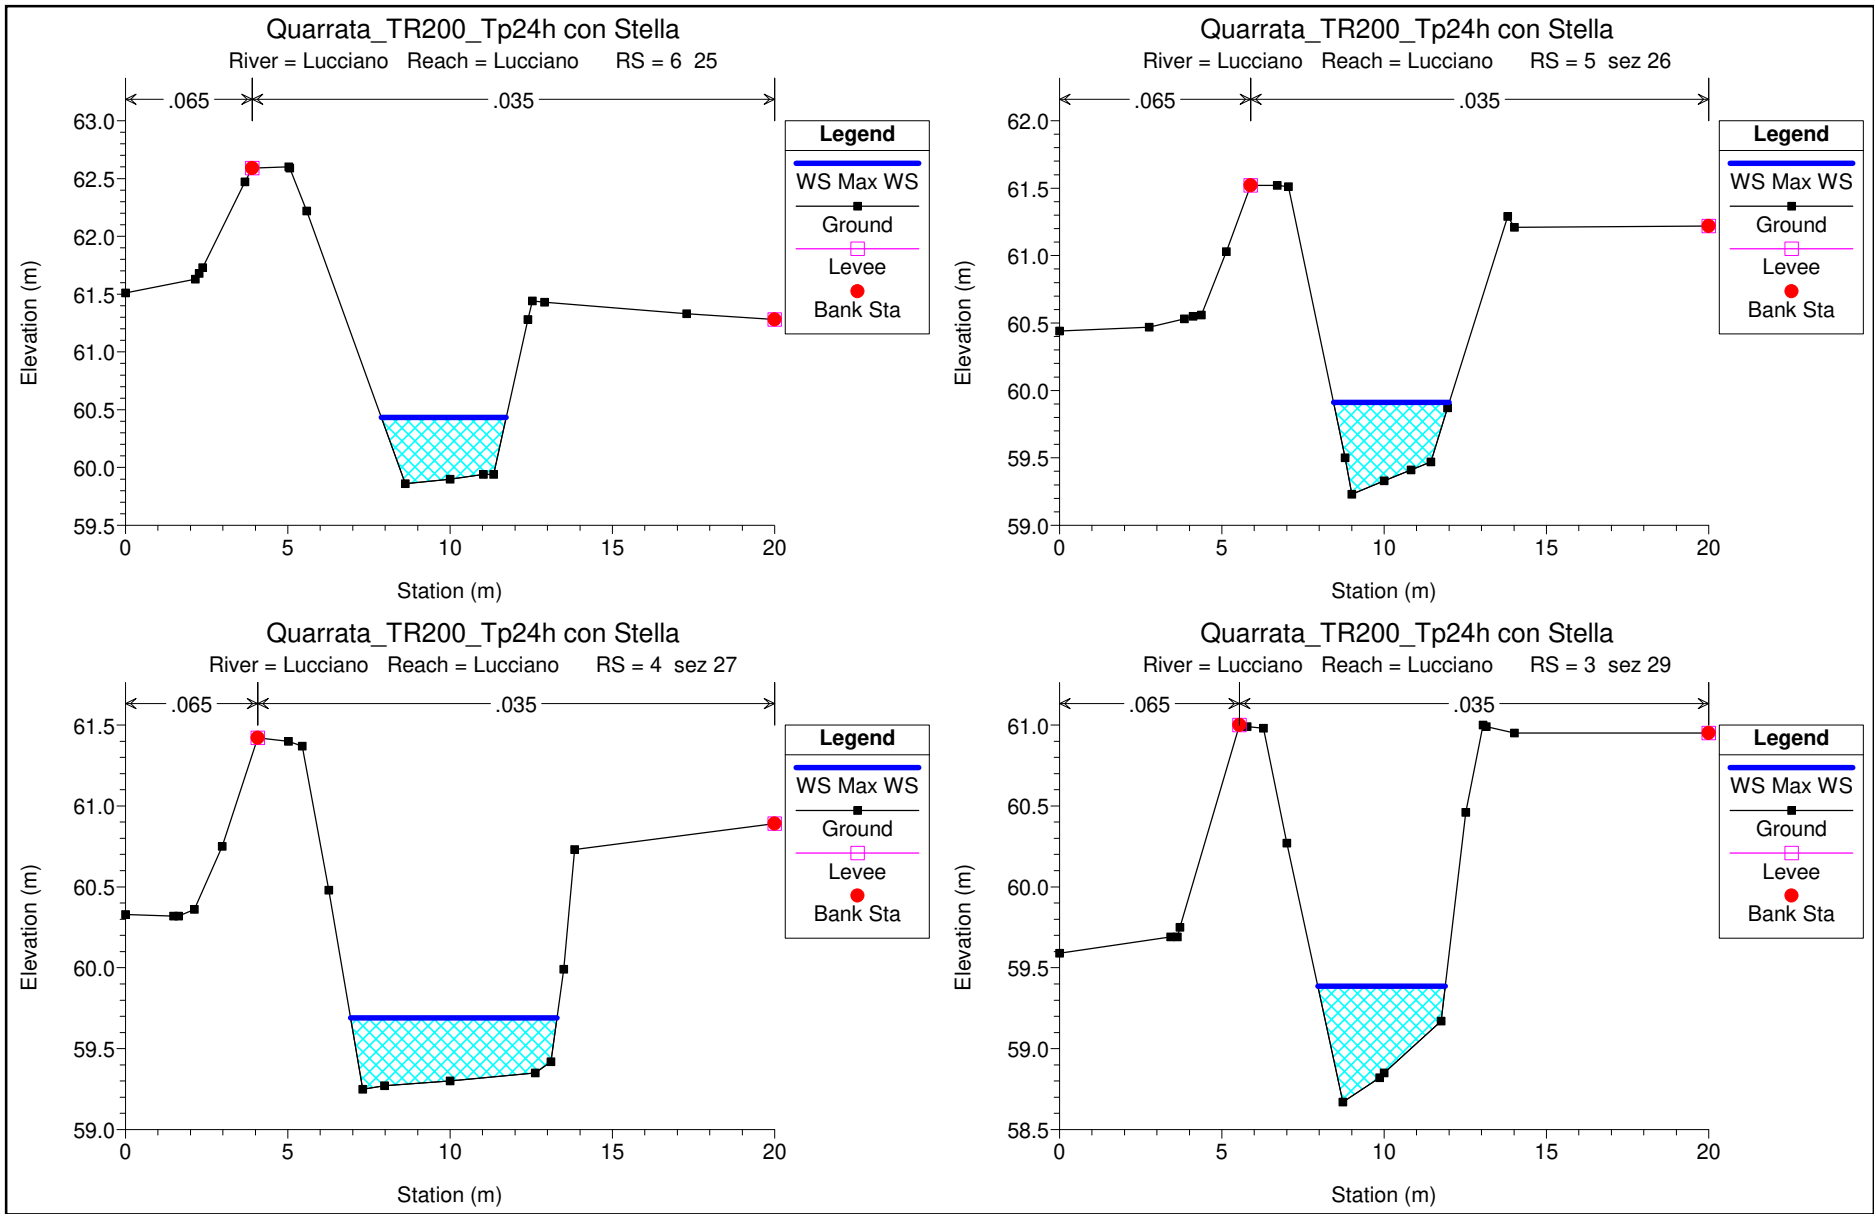 Quarrata_TR200_Tp24h con Stella
River = Lucciano Reach = Lucciano RS = 6 25
.065 .035
63.0
62.5
62.0
61.5
61.0
60.5
60.0
59.5
Elevation (m)
0 5 10 15 20
Station (m)
Legend
WS Max WS
Ground
Levee
Bank Sta
Quarrata_TR200_Tp24h con Stella
River = Lucciano Reach = Lucciano RS = 5 sez 26
.065 .035
62.0
61.5
61.0
60.5
60.0
59.5
59.0
Elevation (m)
0 5 10 15 20
Station (m)
Legend
WS Max WS
Ground
Levee
Bank Sta
Quarrata_TR200_Tp24h con Stella
River = Lucciano Reach = Lucciano RS = 4 sez 27
.065 .035
61.5
61.0
60.5
60.0
59.5
59.0
Elevation (m)
0 5 10 15 20
Station (m)
Legend
WS Max WS
Ground
Levee
Bank Sta
Quarrata_TR200_Tp24h con Stella
River = Lucciano Reach = Lucciano RS = 3 sez 29
.065 .035
61.0
60.5
60.0
59.5
59.0
58.5
Elevation (m)
0 5 10 15 20
Station (m)
Legend
WS Max WS
Ground
Levee
Bank Sta